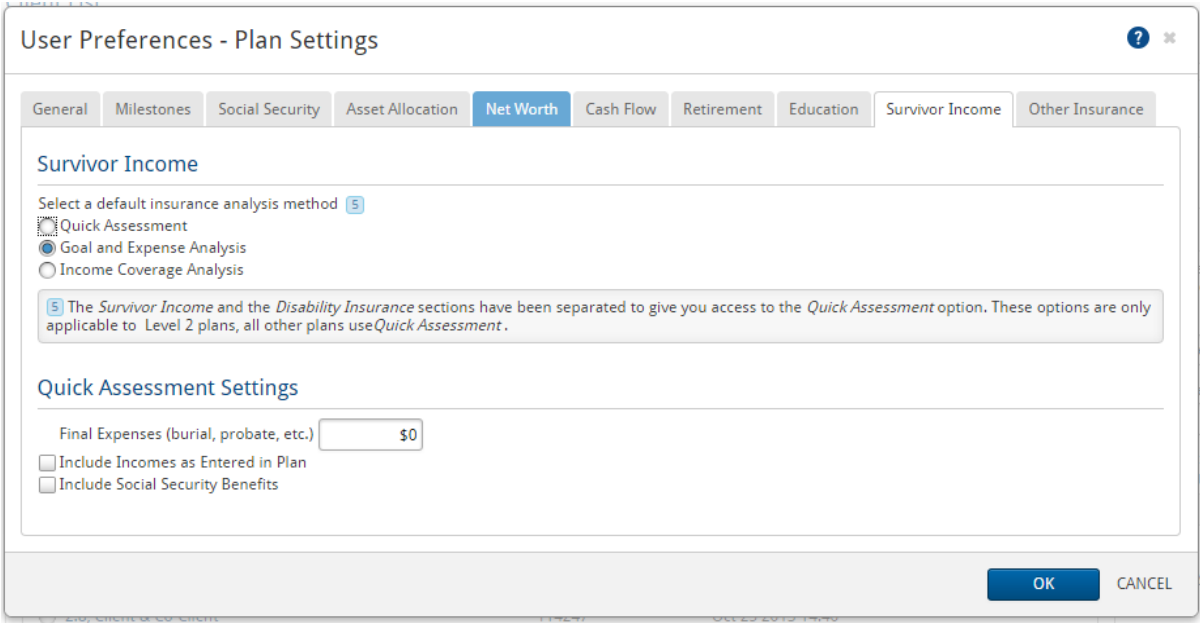 Client List
User Preferences - Plan Settings
?
General Milestones Social Security Asset Allocation Net Worth Cash Flow Retirement Education Survivor Income Other Insurance
Survivor Income
Select a default insurance analysis method 5
Quick Assessment
Goal and Expense Analysis
Income Coverage Analysis
5 The Survivor Income and the Disability Insurance sections have been separated to give you access to the Quick Assessment option. These options are only
applicable to Level 2 plans, all other plans useQuick Assessment.
Quick Assessment Settings
Final Expenses (burial, probate, etc.) $0
Include Incomes as Entered in Plan
Include Social Security Benefits
OK CANCEL